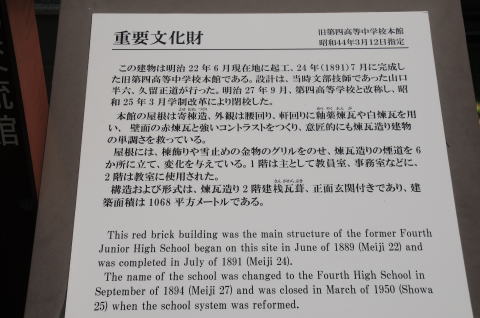 重要文化財
旧第四高等中学校本館
昭和44年3月12日指定
この建物は明治22年6月現在地に起工、24年(1891)7月に完成し
た旧第四高等中学校本館である。設計は、当時文部技師であった山口
半六、久留正道が行った。明治27年9月、第四高等学校と改称し、昭
和25年3月学制改革により閉校した。
本館の屋根は寄棟造、外観は腰回り、軒回りに釉薬煉瓦や白煉瓦を用
い、壁面の赤煉瓦と強いコントラストをつくり、意匠的にも煉瓦造り建物
の単調さを救っている。
屋根には、棟飾りや雪止めの金物のグリルをのせ、煉瓦造りの煙道を6
か所に立て、変化を与えている。1階は主として教員室、事務室などに、
2階は教室に使用された。
構造および形式は、煉瓦造り2階建桟瓦葺、正面玄関付きであり、建
築面積は1068平方メートルである。
This red brick building was the main structure of the former Fourth
Junior High School began on this site in June of 1889 (Meiji 22) and
was completed in July of 1891 (Meiji 24).
The name of the school was changed to the Fourth High School in
September of 1894 (Meiji 27) and was closed in March of 1950 (Showa
25) when the school system was reformed.
流館